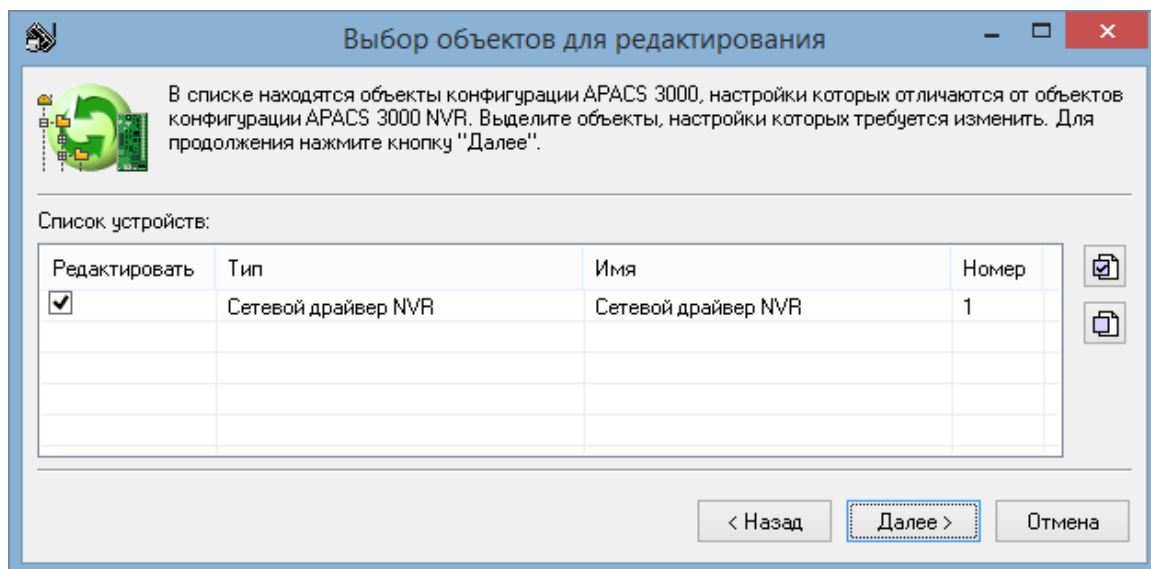 Выбор объектов для редактирования
В списке находятся объекты конфигурации APACS 3000, настройки которых отличаются от объектов
конфигурации APACS 3000 NVR. Выделите объекты, настройки которых требуется изменить. Для
продолжения нажмите кнопку "Далее".
Список устройств:
Редактировать Тип Имя Номер
Сетевой драйвер NVR Сетевой драйвер NVR 1
< Назад Далее > Отмена